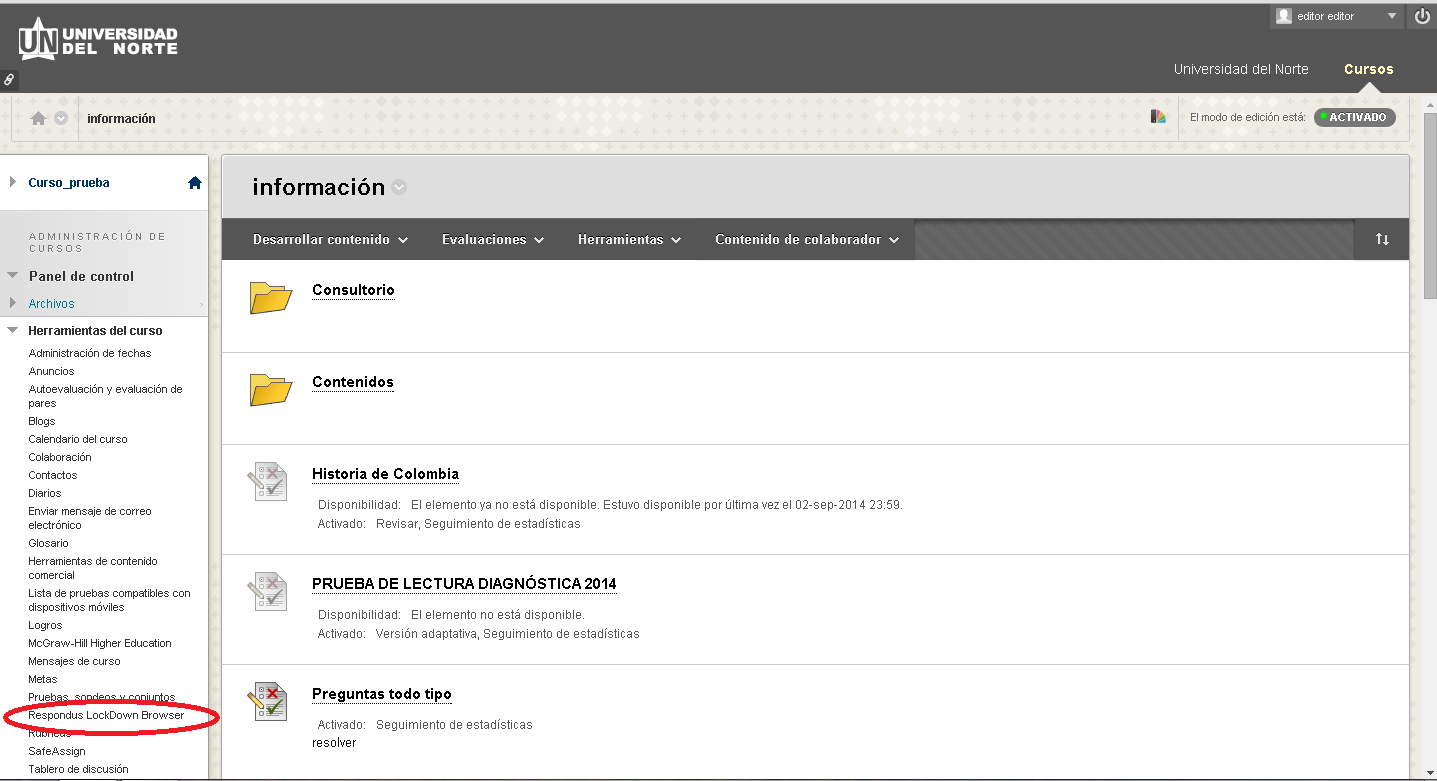 editor editor
UN UNIVERSIDAD
DEL NORTE
Universidad del Norte Cursos
información
El modo de edición está: ACTIVADO
Curso_prueba
ADMINISTRACIÓN DE
CURSOS
Panel de control
Archivos
Herramientas del curso
Administración de fechas
Anuncios
Autoevaluación y evaluación de
pares
Blogs
Calendario del curso
Colaboración
Contactos
Diarios
Enviar mensaje de correo
electrónico
Glosario
Herramientas de contenido
comercial
Lista de pruebas compatibles con
dispositivos móviles
Logros
McGraw-Hill Higher Education
Mensajes de curso
Metas
Pruebas, sondeos y conjuntos
Respondus LockDown Browser
Rúbricas
SafeAssign
Tablero de discusión
información
Desarrollar contenido Evaluaciones Herramientas Contenido de colaborador
Consultorio
Contenidos
Historia de Colombia
Disponibilidad: El elemento ya no está disponible. Estuvo disponible por última vez el 02-sep-2014 23:59.
Activado: Revisar, Seguimiento de estadísticas
PRUEBA DE LECTURA DIAGNÓSTICA 2014
Disponibilidad: El elemento no está disponible.
Activado: Versión adaptativa, Seguimiento de estadísticas
Preguntas todo tipo
Activado: Seguimiento de estadísticas
resolver